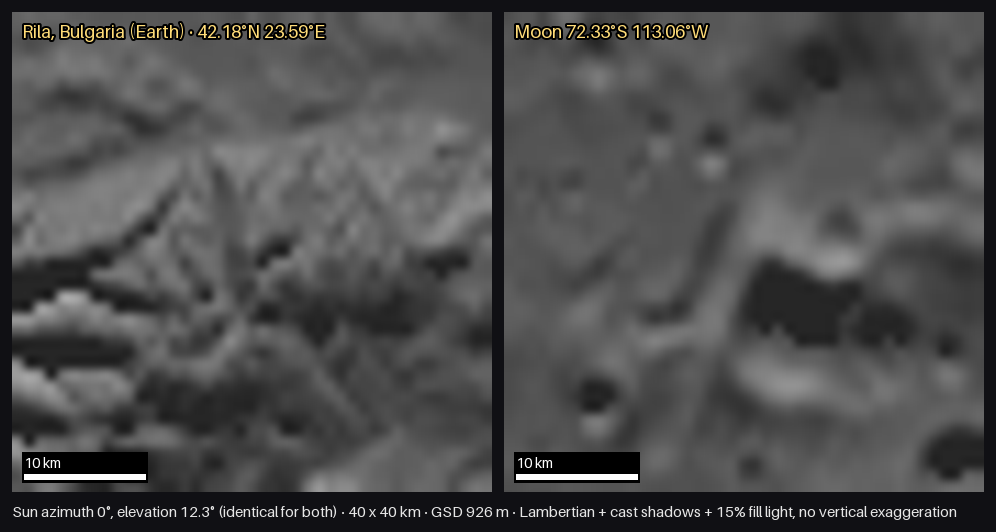 Rila, Bulgaria (Earth) · 42.18°N 23.59°E
Moon 72.33°S 113.06°W
10 km
10 km
Sun azimuth 0°, elevation 12.3° (identical for both) · 40 x 40 km · GSD 926 m · Lambertian + cast shadows + 15% fill light, no vertical exaggeration